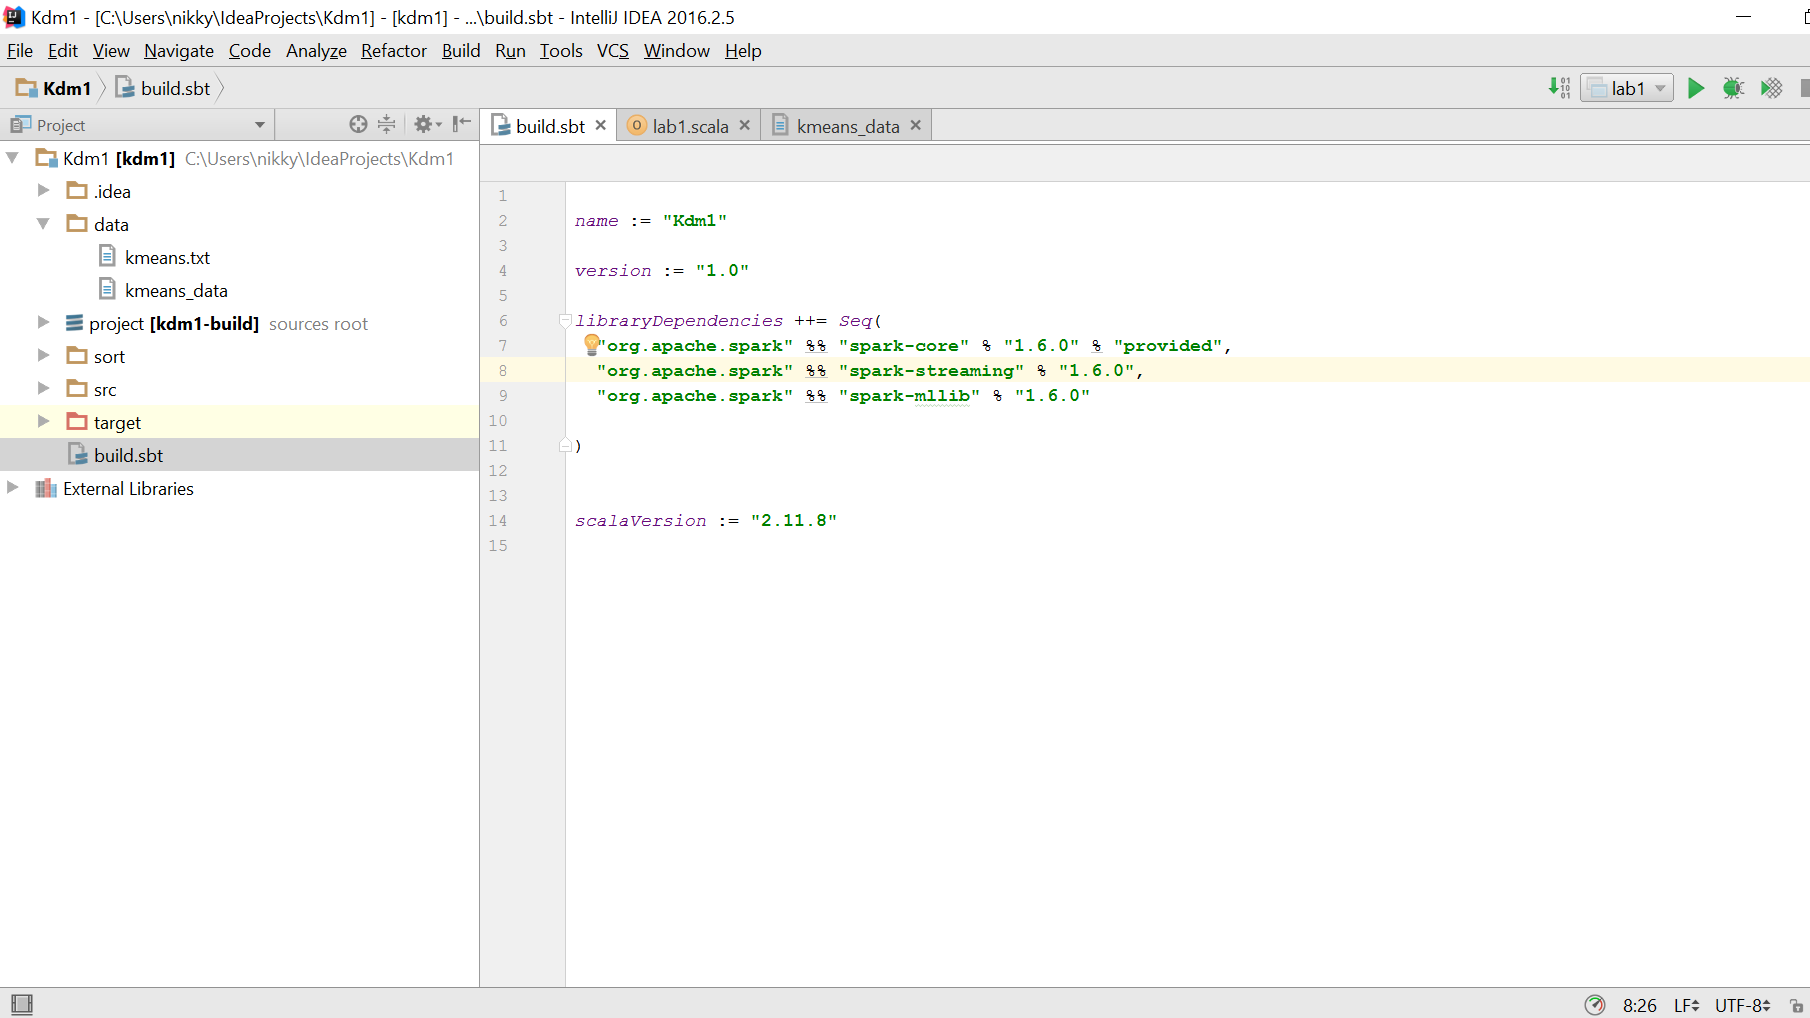 Kdm1 - [C:\Users\nikky\IdeaProjects\Kdm1] - [kdm1] - ...\build.sbt - IntelliJ IDEA 2016.2.5
File Edit View Navigate Code Analyze Refactor Build Run Tools VCS Window Help
Kdm1 build.sbt lab1
Project
build.sbt lab1.scala kmeans_data
Kdm1 [kdm1] C:\Users\nikky\IdeaProjects\Kdm1
.idea
data
kmeans.txt
kmeans_data
project [kdm1-build] sources root
sort
src
target
build.sbt
External Libraries
1
2 name := "Kdm1"
3
4 version := "1.0"
5
6 libraryDependencies ++= Seq(
7 "org.apache.spark" %% "spark-core" % "1.6.0" % "provided",
8 "org.apache.spark" %% "spark-streaming" % "1.6.0",
9 "org.apache.spark" %% "spark-mllib" % "1.6.0"
10
11 )
12
13
14 scalaVersion := "2.11.8"
15
8:26 LF UTF-8